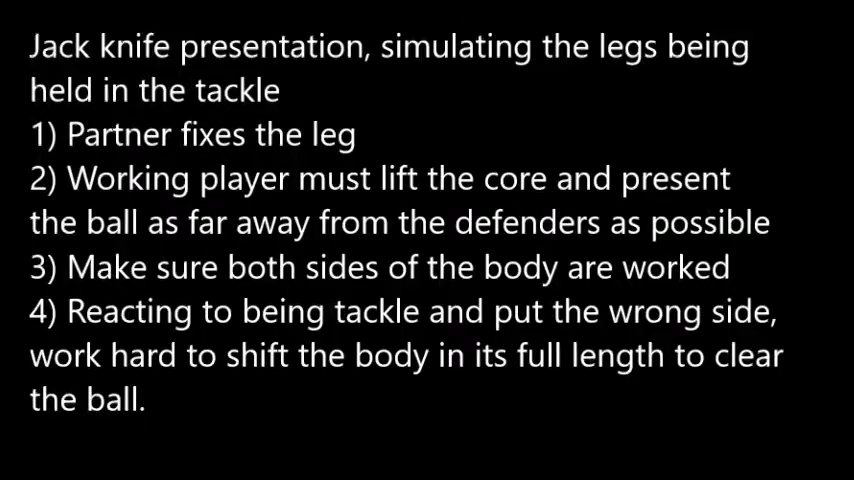 Jack knife presentation, simulating the legs being
held in the tackle
1) Partner fixes the leg
2) Working player must lift the core and present
the ball as far away from the defenders as possible
3) Make sure both sides of the body are worked
4) Reacting to being tackle and put the wrong side,
work hard to shift the body in its full length to clear
the ball.